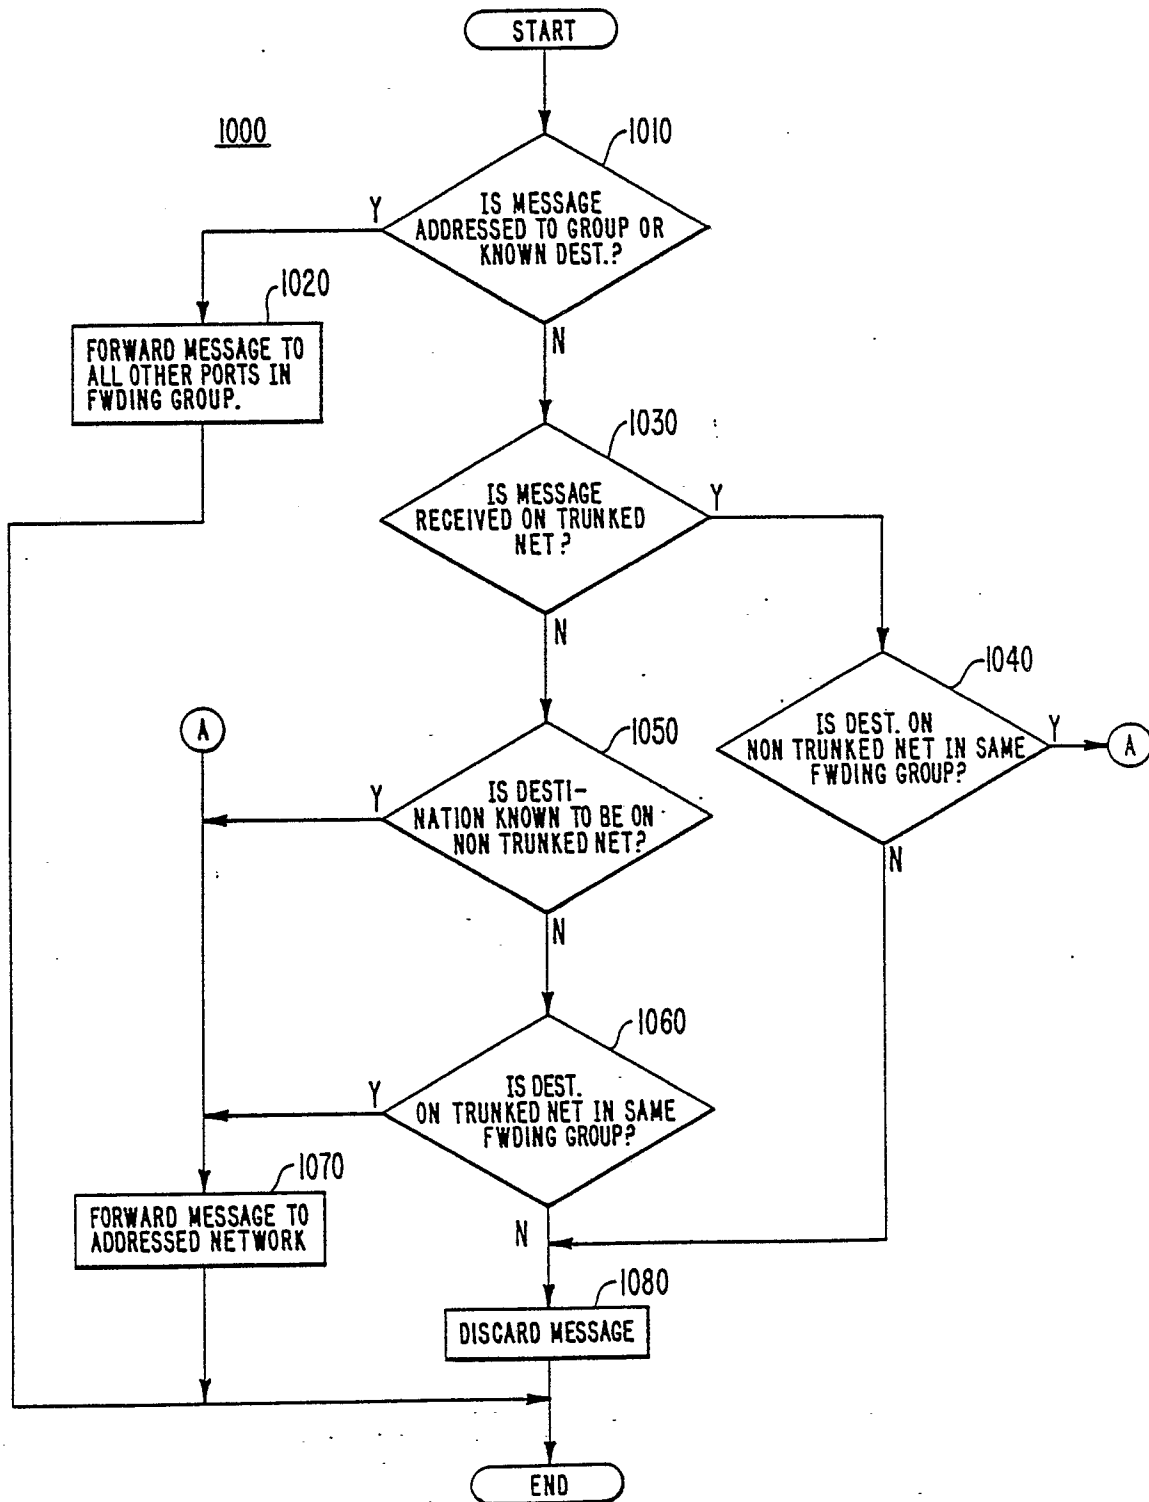 START
1000
1010
IS MESSAGE
ADDRESSED TO GROUP OR
KNOWN DEST.?
Y
N
1020
FORWARD MESSAGE TO
ALL OTHER PORTS IN
FWDING GROUP.
1030
IS MESSAGE
RECEIVED ON TRUNKED
NET?
Y
N
1040
IS DEST. ON
NON TRUNKED NET IN SAME
FWDING GROUP?
Y
A
N
A
1050
IS DESTI-
NATION KNOWN TO BE ON
NON TRUNKED NET?
Y
N
1060
IS DEST.
ON TRUNKED NET IN SAME
FWDING GROUP?
Y
N
1070
FORWARD MESSAGE TO
ADDRESSED NETWORK
1080
DISCARD MESSAGE
END